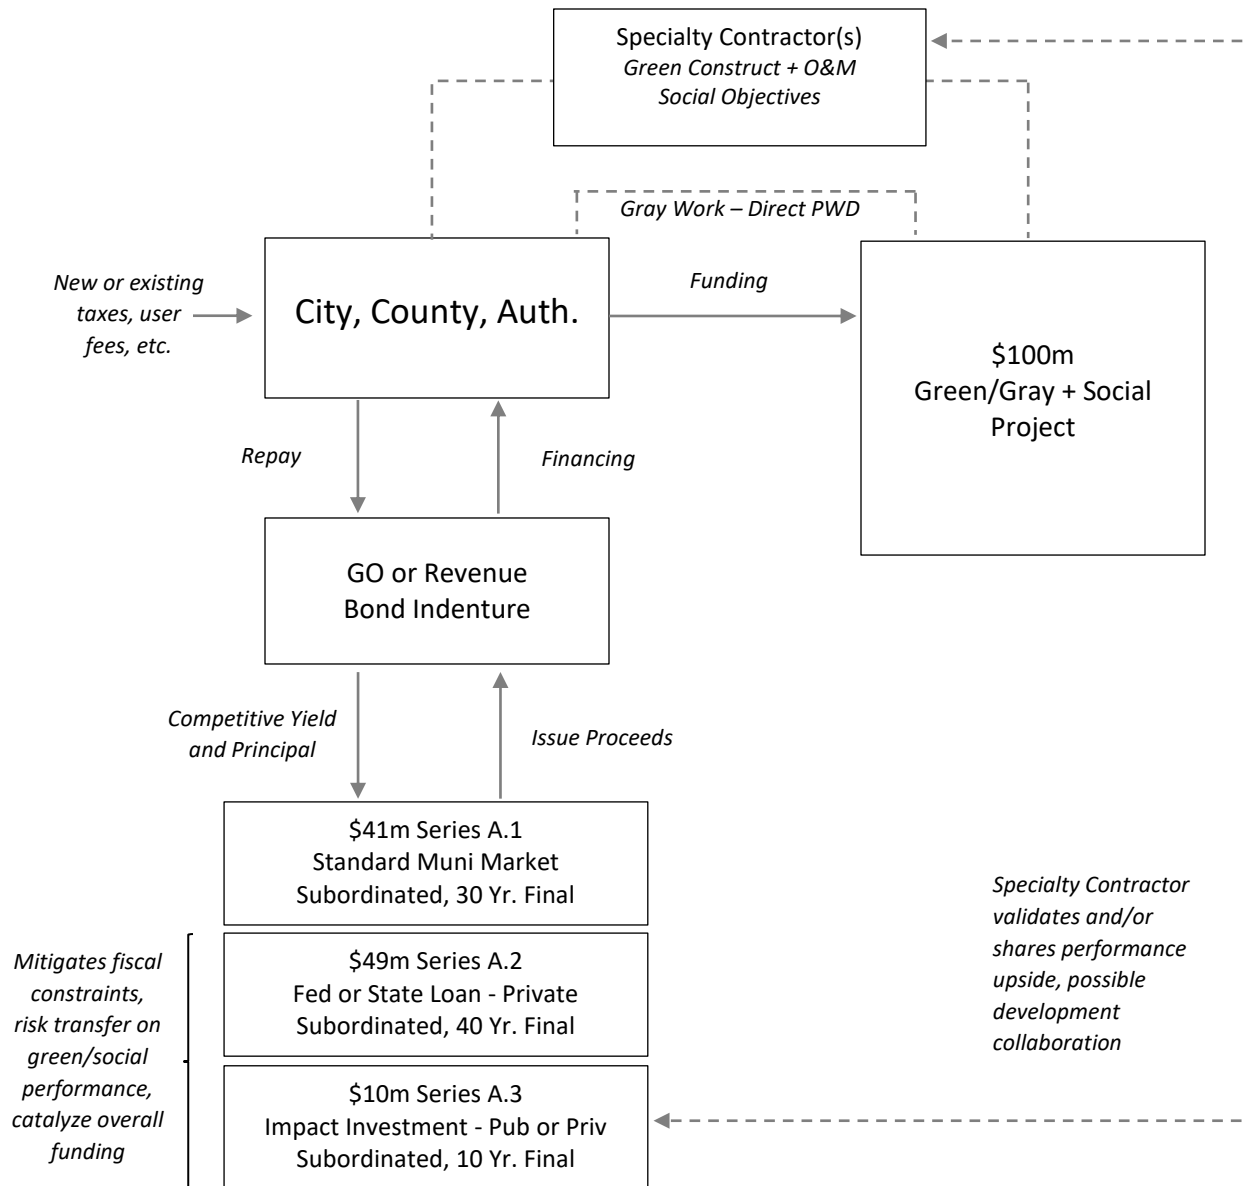 Specialty Contractor(s)
Green Construct + O&M
Social Objectives
Gray Work – Direct PWD
New or existing
taxes, user
fees, etc.
City, County, Auth.
Funding
$100m
Green/Gray + Social
Project
Repay
Financing
GO or Revenue
Bond Indenture
Competitive Yield
and Principal
Issue Proceeds
$41m Series A.1
Standard Muni Market
Subordinated, 30 Yr. Final
Mitigates fiscal
constraints,
risk transfer on
green/social
performance,
catalyze overall
funding
$49m Series A.2
Fed or State Loan - Private
Subordinated, 40 Yr. Final
$10m Series A.3
Impact Investment - Pub or Priv
Subordinated, 10 Yr. Final
Specialty Contractor
validates and/or
shares performance
upside, possible
development
collaboration